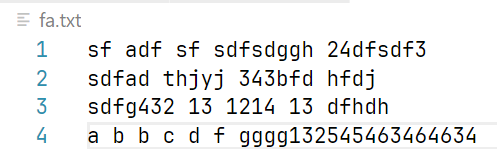 fa.txt
1 sf adf sf sdfsdggh 24dfsdf3
2 sdfad thjyj 343bfd hfdj
3 sdfg432 13 1214 13 dfhdh
4 a b b c d f gggg132545463464634